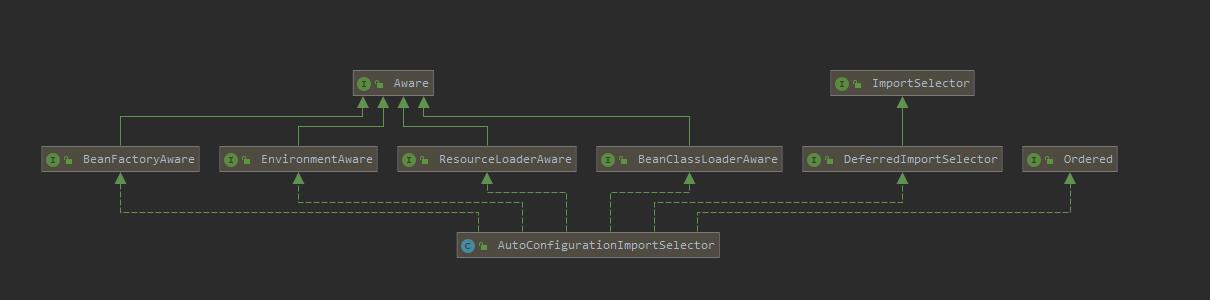 Aware
ImportSelector
BeanFactoryAware
EnvironmentAware
ResourceLoaderAware
BeanClassLoaderAware
DeferredImportSelector
Ordered
AutoConfigurationImportSelector